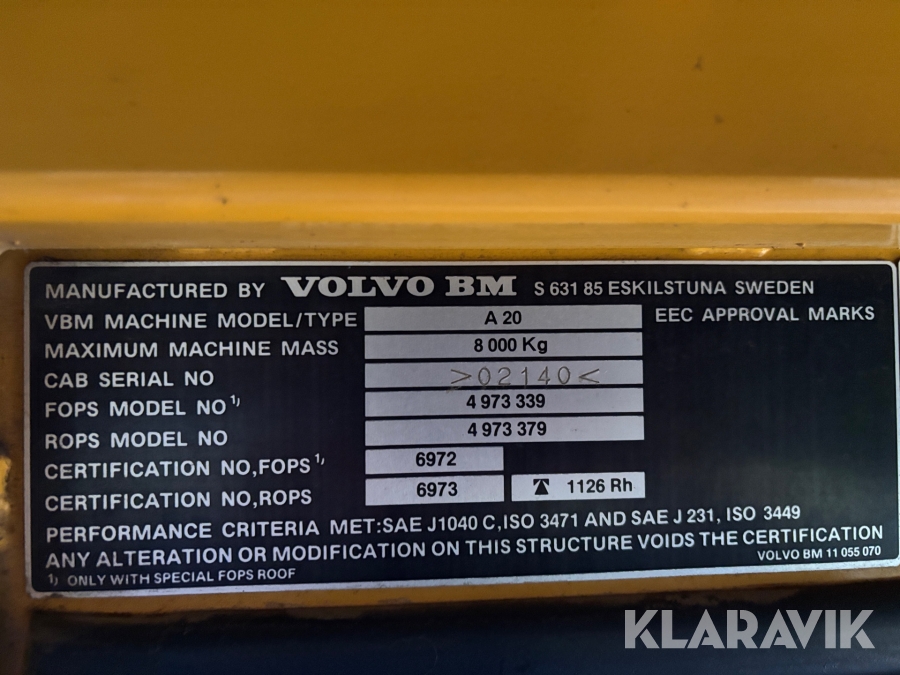 MANUFACTURED BY VOLVO BM S 631 85 ESKILSTUNA SWEDEN
VBM MACHINE MODEL/TYPE A 20 EEC APPROVAL MARKS
MAXIMUM MACHINE MASS 8 000 Kg
CAB SERIAL NO >02140<
FOPS MODEL NO 1) 4 973 339
ROPS MODEL NO 4 973 379
CERTIFICATION NO,FOPS 1) 6972
CERTIFICATION NO,ROPS 6973 1126 Rh
PERFORMANCE CRITERIA MET:SAE J1040 C,ISO 3471 AND SAE J 231, ISO 3449
ANY ALTERATION OR MODIFICATION ON THIS STRUCTURE VOIDS THE CERTIFICATION
1) ONLY WITH SPECIAL FOPS ROOF VOLVO BM 11 055 070
KLARAVIK